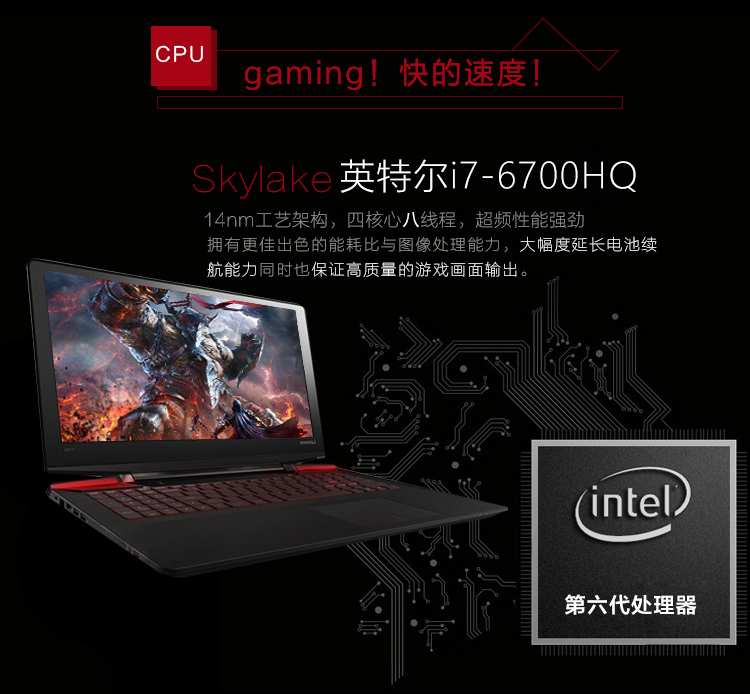 CPU
gaming! 快的速度!
Skylake 英特尔i7-6700HQ
14nm工艺架构，四核心八线程，超频性能强劲
拥有更佳出色的能耗比与图像处理能力，大幅度延长电池续
航能力同时也保证高质量的游戏画面输出。
intel
第六代处理器